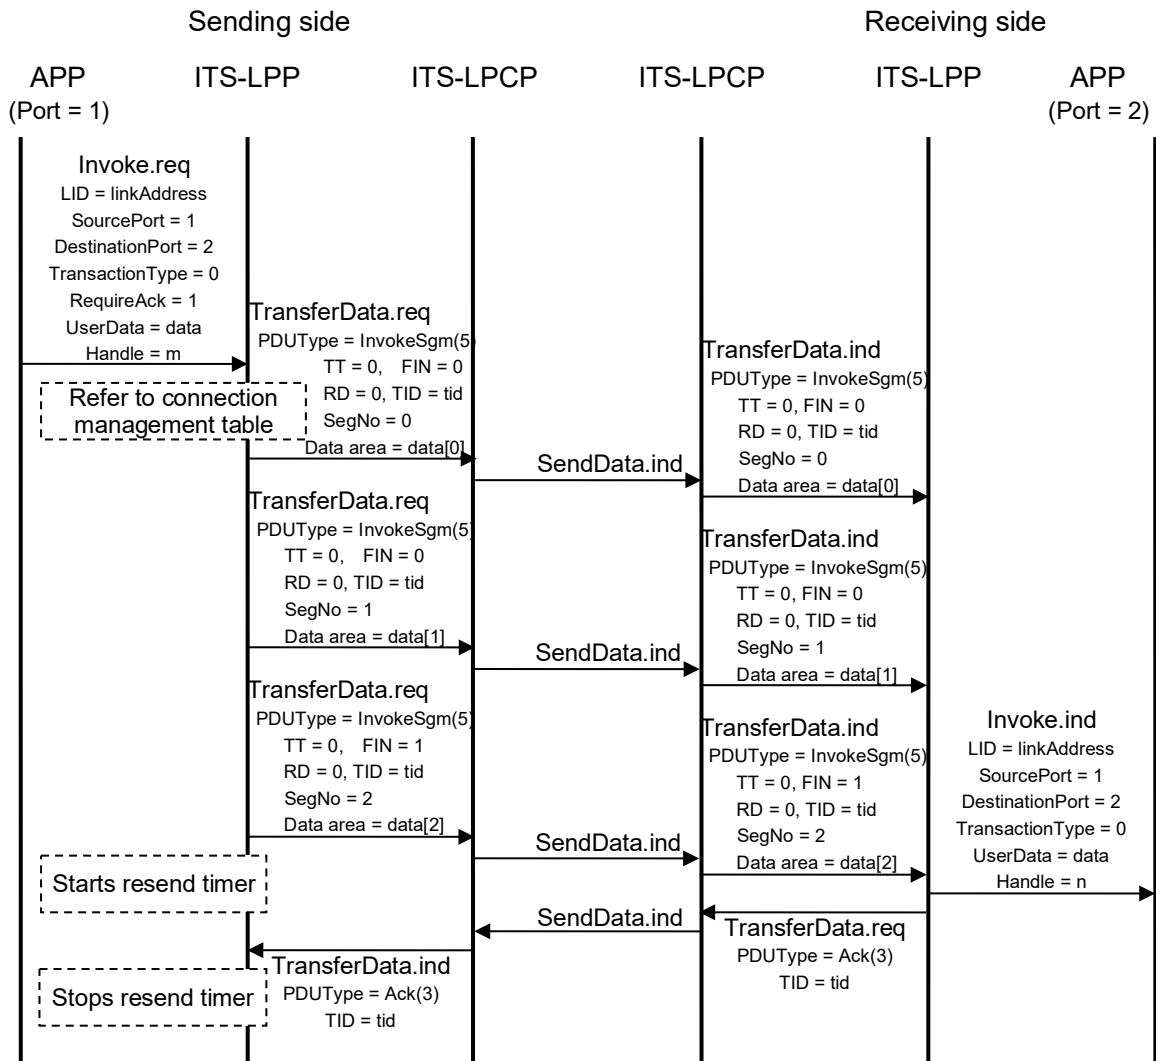 Sending side
Receiving side
APP
ITS-LPP
ITS-LPCP
ITS-LPCP
ITS-LPP
APP
(Port = 1)
(Port = 2)
Invoke.req
LID = linkAddress
SourcePort = 1
DestinationPort = 2
TransactionType = 0
RequireAck = 1
UserData = data
Handle = m
Refer to connection
management table
TransferData.req
PDUType = InvokeSgm(5)
TT = 0, FIN = 0
RD = 0, TID = tid
SegNo = 0
Data area = data[0]
SendData.ind
TransferData.ind
PDUType = InvokeSgm(5)
TT = 0, FIN = 0
RD = 0, TID = tid
SegNo = 0
Data area = data[0]
TransferData.req
PDUType = InvokeSgm(5)
TT = 0, FIN = 0
RD = 0, TID = tid
SegNo = 1
Data area = data[1]
SendData.ind
TransferData.ind
PDUType = InvokeSgm(5)
TT = 0, FIN = 0
RD = 0, TID = tid
SegNo = 1
Data area = data[1]
TransferData.req
PDUType = InvokeSgm(5)
TT = 0, FIN = 1
RD = 0, TID = tid
SegNo = 2
Data area = data[2]
SendData.ind
TransferData.ind
PDUType = InvokeSgm(5)
TT = 0, FIN = 1
RD = 0, TID = tid
SegNo = 2
Data area = data[2]
Invoke.ind
LID = linkAddress
SourcePort = 1
DestinationPort = 2
TransactionType = 0
UserData = data
Handle = n
Starts resend timer
TransferData.req
PDUType = Ack(3)
TID = tid
SendData.ind
TransferData.ind
PDUType = Ack(3)
TID = tid
Stops resend timer